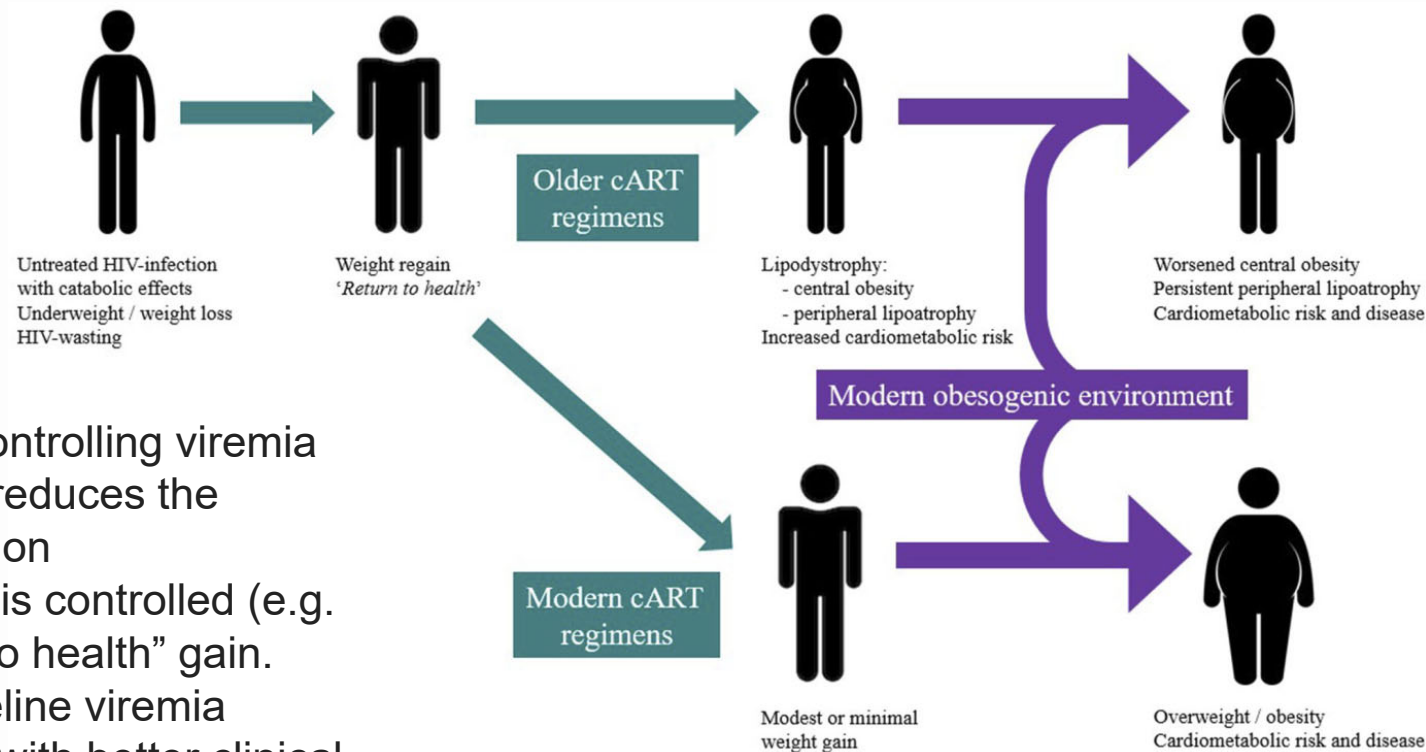 Untreated HIV-infection
with catabolic effects
Underweight / weight loss
HIV-wasting
Weight regain
‘Return to health’
Older cART
regimens
Lipodystrophy:
- central obesity
- peripheral lipoatrophy
Increased cardiometabolic risk
Worsened central obesity
Persistent peripheral lipoatrophy
Cardiometabolic risk and disease
Modern obesogenic environment
ontrolling viremia
reduces the
on
is controlled (e.g.
o health” gain.
eline viremia
with better clinical
Modern cART
regimens
Modest or minimal
weight gain
Overweight / obesity
Cardiometabolic risk and disease